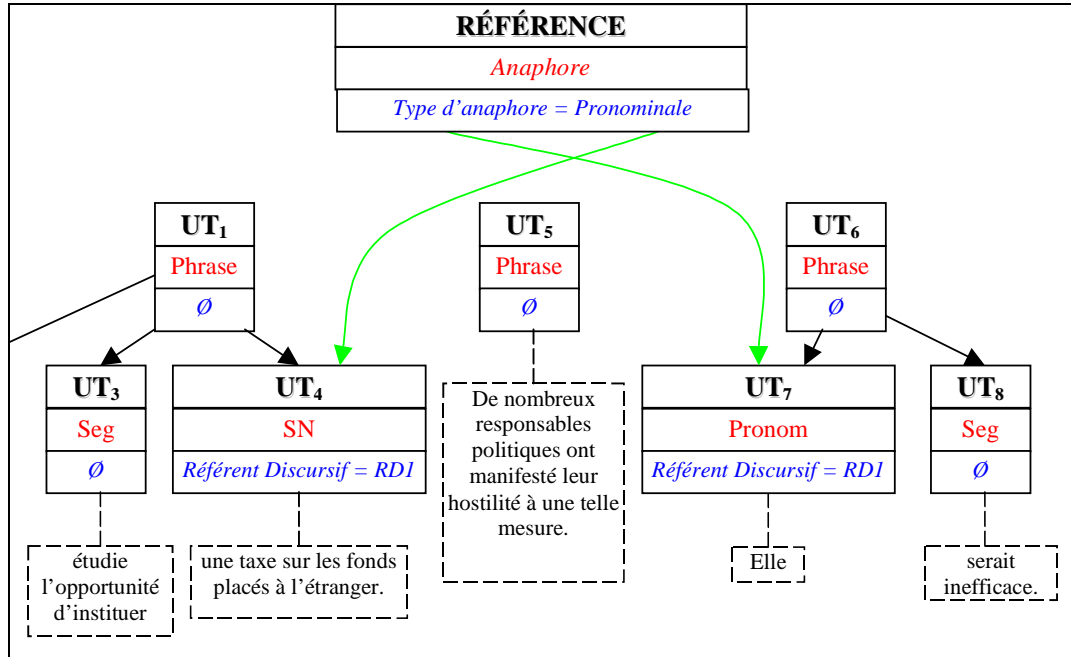 RÉFÉRENCE
Anaphore
Type d’anaphore = Pronominale
UT1
Phrase
Ø
UT5
Phrase
Ø
UT6
Phrase
Ø
UT3
Seg
Ø
UT4
SN
Référent Discursif = RD1
De nombreux
responsables
politiques ont
manifesté leur
hostilité à une telle
mesure.
UT7
Pronom
Référent Discursif = RD1
UT8
Seg
Ø
étudie
l’opportunité
d’instituer
une taxe sur les fonds
placés à l’étranger.
Elle
serait
inefficace.